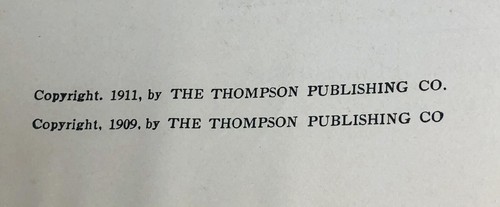 Copyright. 1911, by THE THOMPSON PUBLISHING CO.
Copyright, 1909, by THE THOMPSON PUBLISHING CO